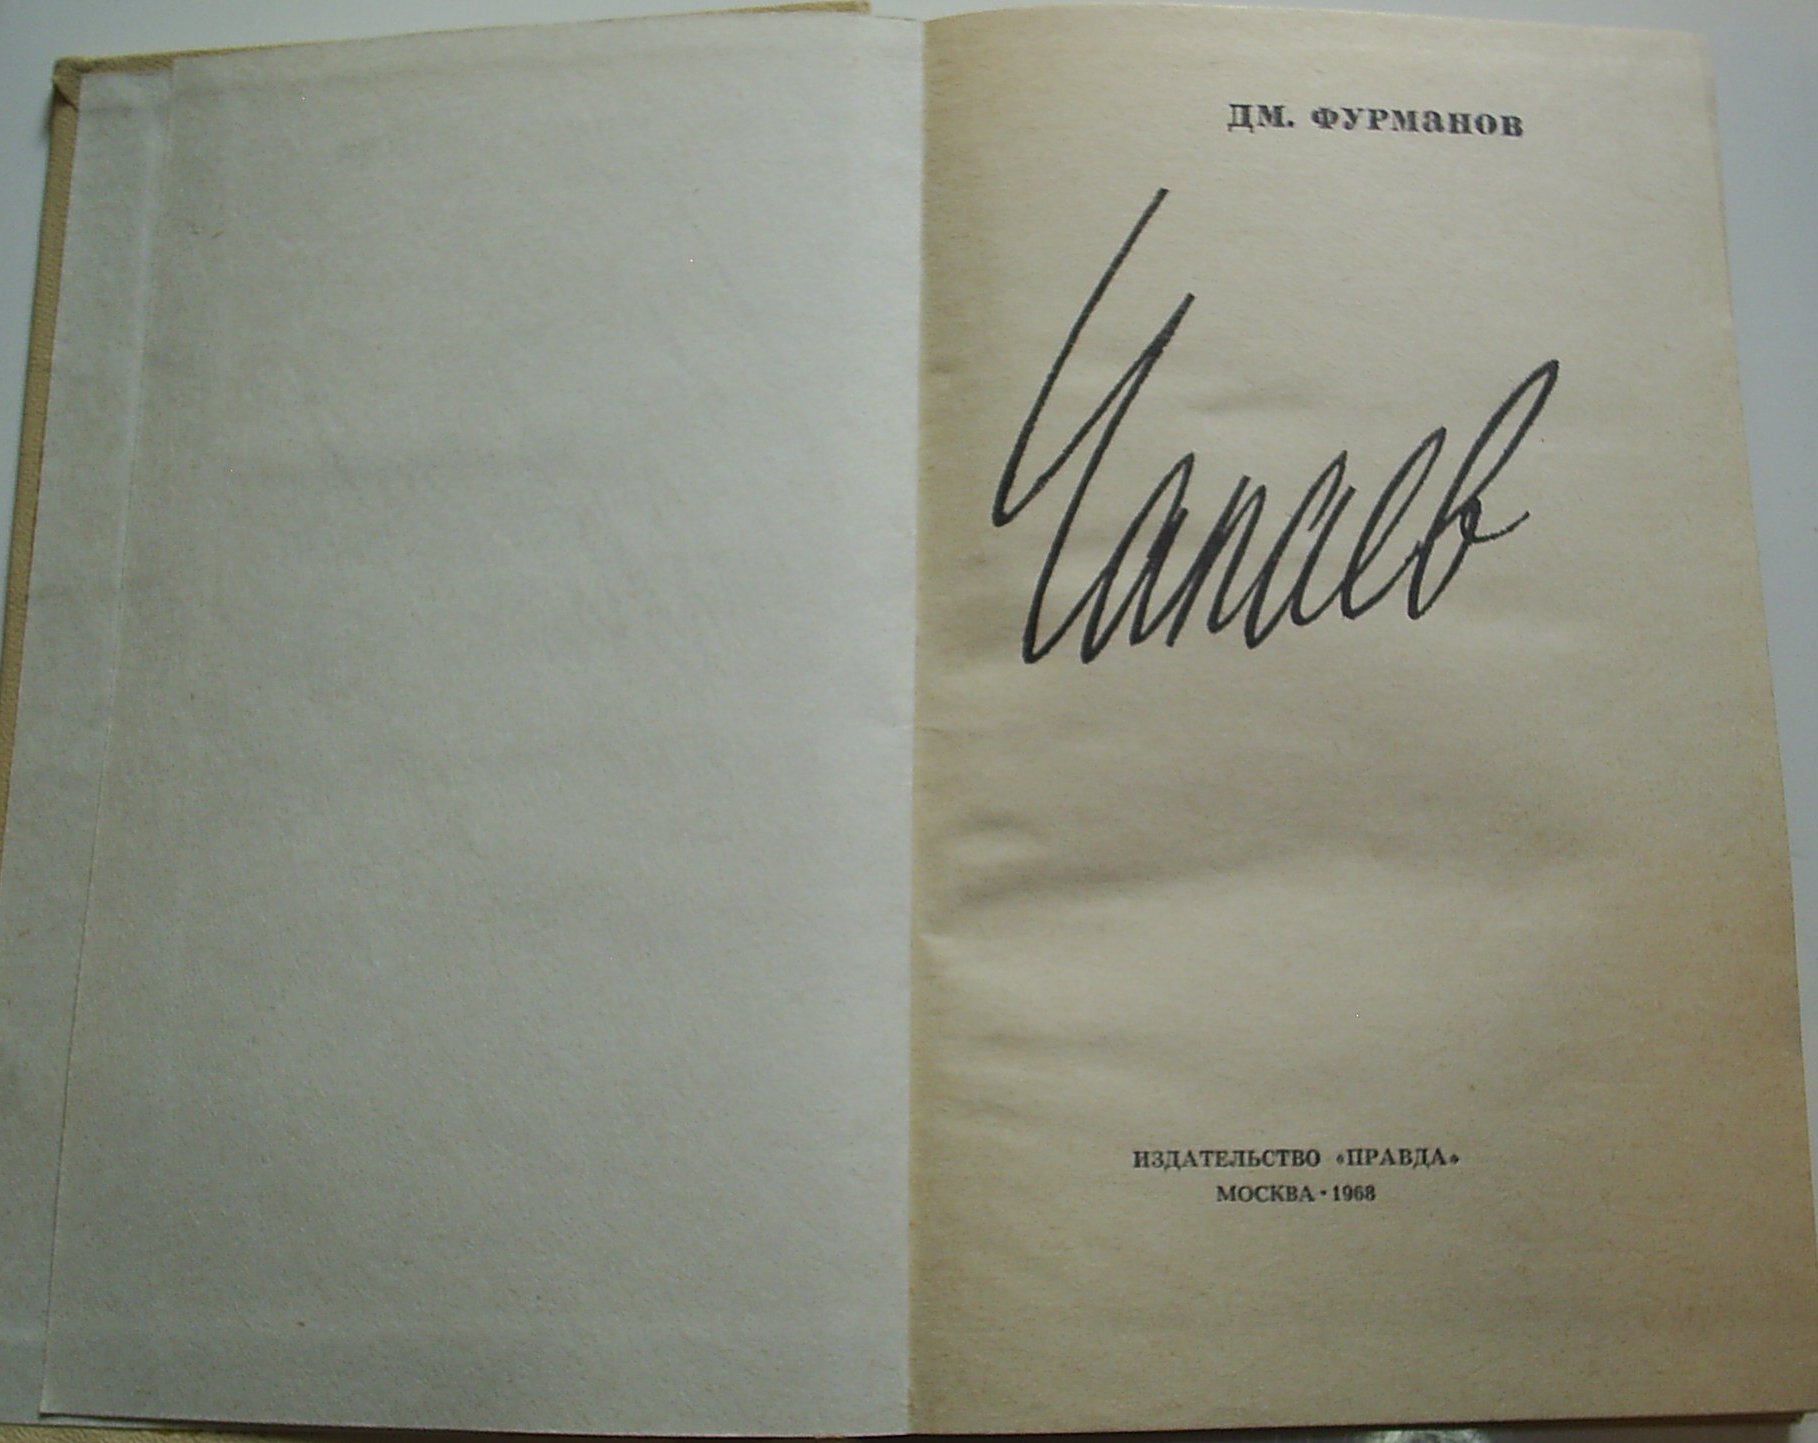 ДМ. ФУРМАНОВ
Чапаев
ИЗДАТЕЛЬСТВО «ПРАВДА»
МОСКВА · 1968